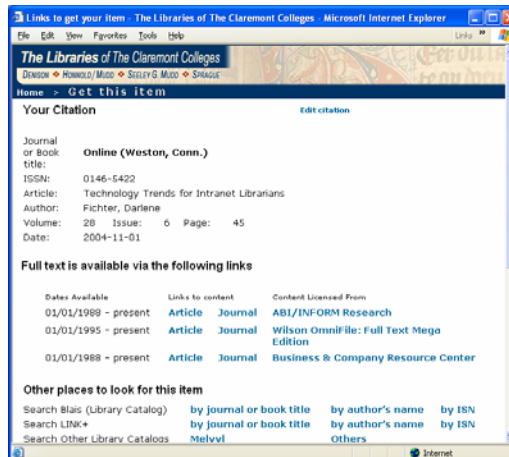 Links to get your item - The Libraries of The Claremont Colleges - Microsoft Internet Explorer
File Edit View Favorites Tools Help Links »
The Libraries of The Claremont Colleges
DENISON ❖ HONNOLD/MUDD ❖ SEELEY G MUDD ❖ SPRAGUE
Home > Get this item
Your Citation Edit citation
Journal
or Book
title: Online (Weston, Conn.)
ISSN: 0146-5422
Article: Technology Trends for Intranet Librarians
Author: Fichter, Darlene
Volume: 28 Issue: 6 Page: 45
Date: 2004-11-01
Full text is available via the following links
Dates Available Links to content Content Licensed From
01/01/1988 - present Article Journal ABI/INFORM Research
01/01/1995 - present Article Journal Wilson OmniFile: Full Text Mega
Edition
01/01/1988 - present Article Journal Business & Company Resource Center
Other places to look for this item
Search Blais (Library Catalog) by journal or book title by author's name by ISN
Search LINK+ by journal or book title by author's name by ISN
Search Other Library Catalogs Melvyl Others
Internet